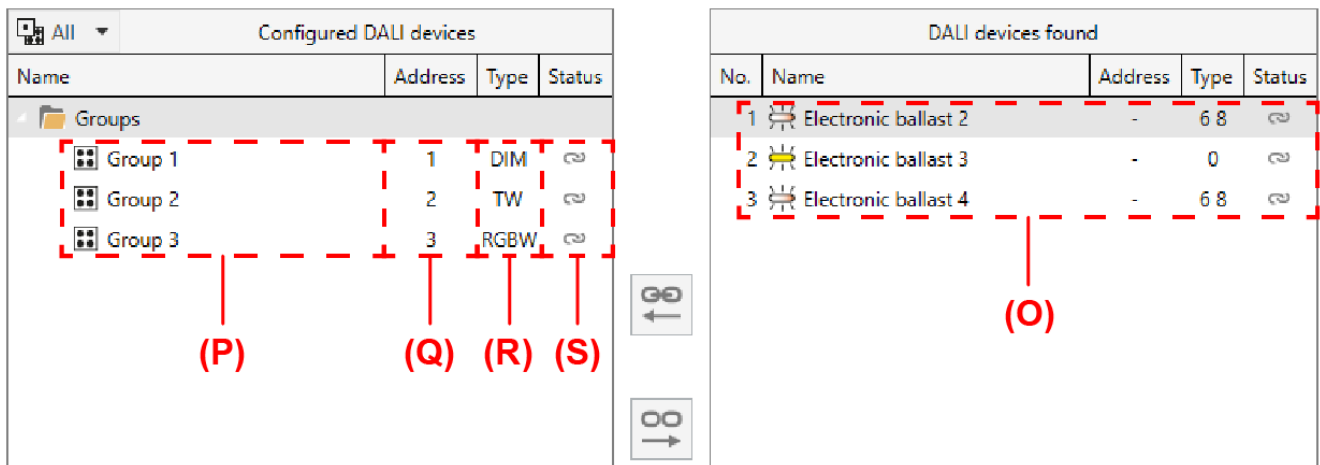 All Configured DALI devices
Name Address Type Status
Groups
Group 1 1 DIM
Group 2 2 TW
Group 3 3 RGBW
(P) (Q) (R) (S)
DALI devices found
No. Name Address Type Status
1 Electronic ballast 2 - 6 8
2 Electronic ballast 3 - 0
3 Electronic ballast 4 - 6 8
(O)